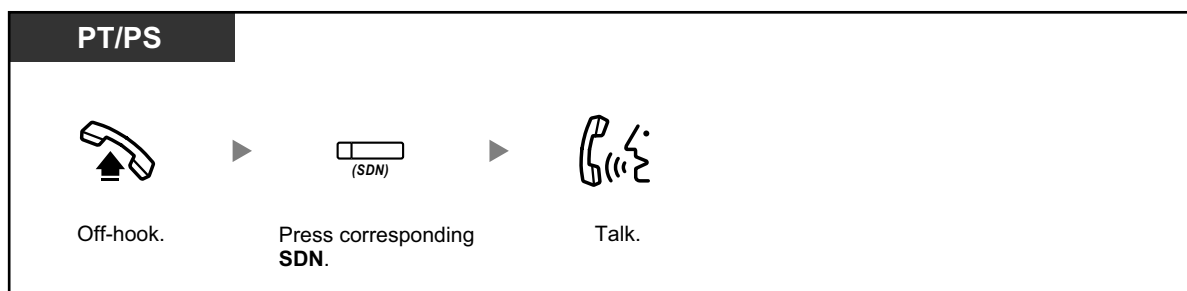 PT/PS
(SDN)
Off-hook.
Press corresponding
SDN.
Talk.